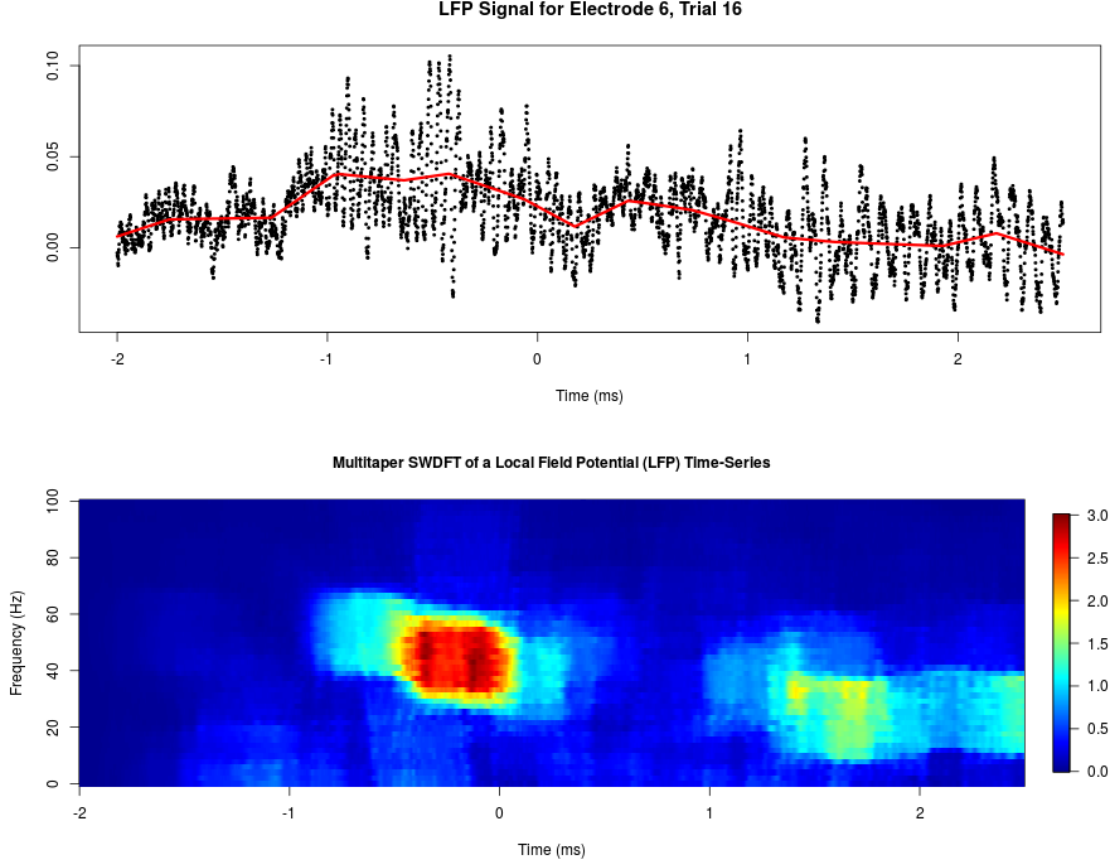 LFP Signal for Electrode 6, Trial 16
0.10
0.05
0.00
-2 -1 0 1 2
Time (ms)
Multitaper SWDFT of a Local Field Potential (LFP) Time-Series
Frequency (Hz)
100
80
60
40
20
0
3.0
2.5
2.0
1.5
1.0
0.5
0.0
-2 -1 0 1 2
Time (ms)